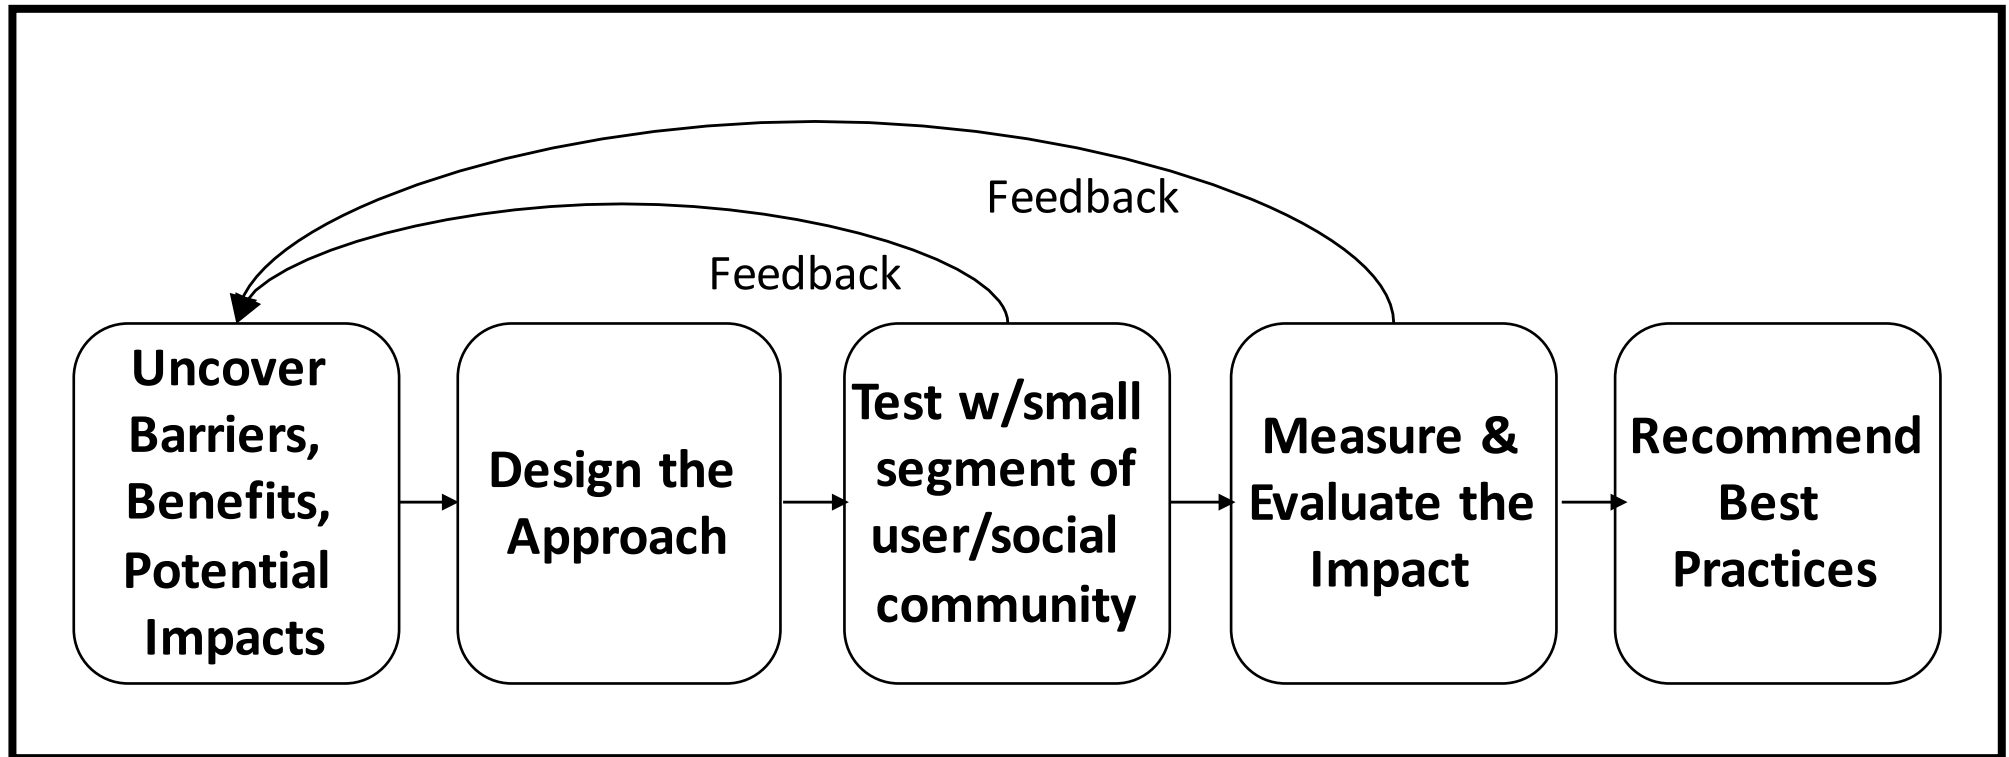 Feedback
Feedback
Uncover
Barriers,
Benefits,
Potential
Impacts
Design the
Approach
Test w/small
segment of
user/social
community
Measure &
Evaluate the
Impact
Recommend
Best
Practices